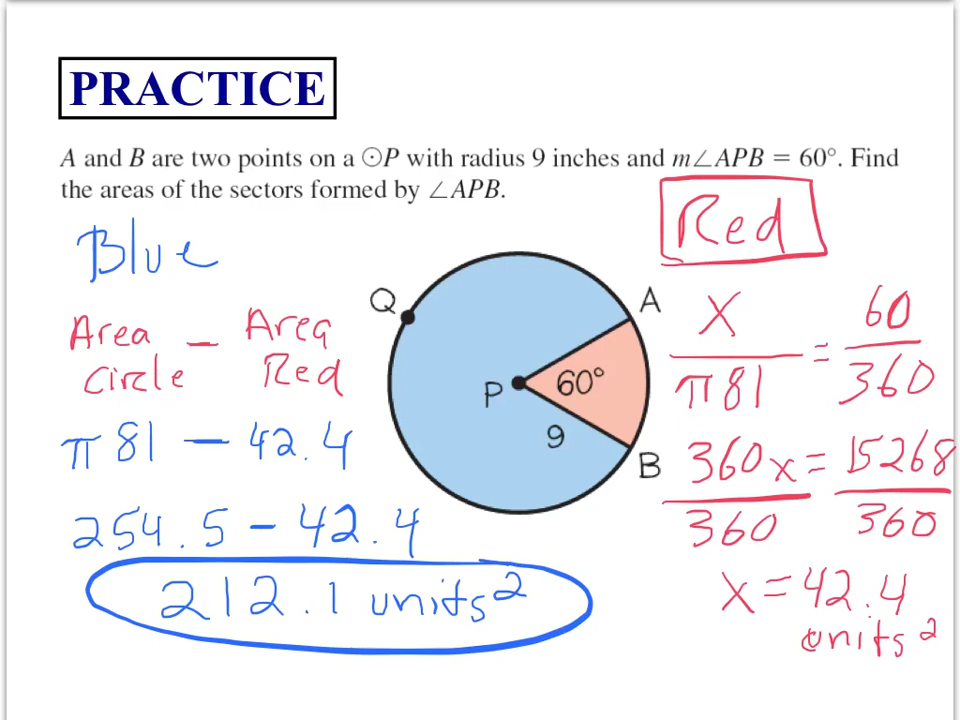 PRACTICE
A and B are two points on a ⊙P with radius 9 inches and m∠APB = 60°. Find
the areas of the sectors formed by ∠APB.
Blue
Area Circle — Area Red
π 81 — 42.4
254.5 – 42.4
212.1 units²
Q
A
P
60°
9
B
Red
X / π 81 = 60 / 360
360x / 360 = 15268 / 360
x = 42.4
units²